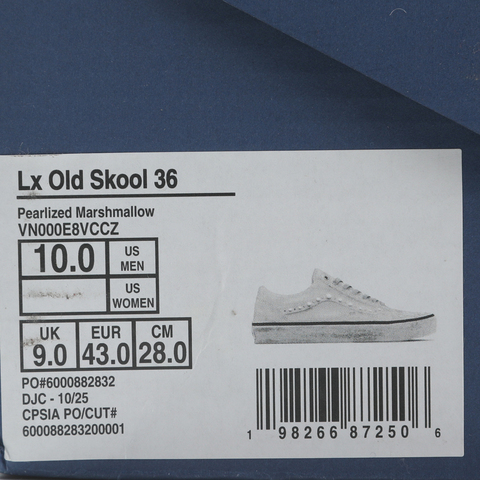 Lx Old Skool 36
Pearlized Marshmallow
VN000E8VCCZ
10.0 US MEN
US WOMEN
UK 9.0 EUR 43.0 CM 28.0
PO#6000882832
DJC - 10/25
CPSIA PO/CUT#
600088283200001
1 98266 87250 6